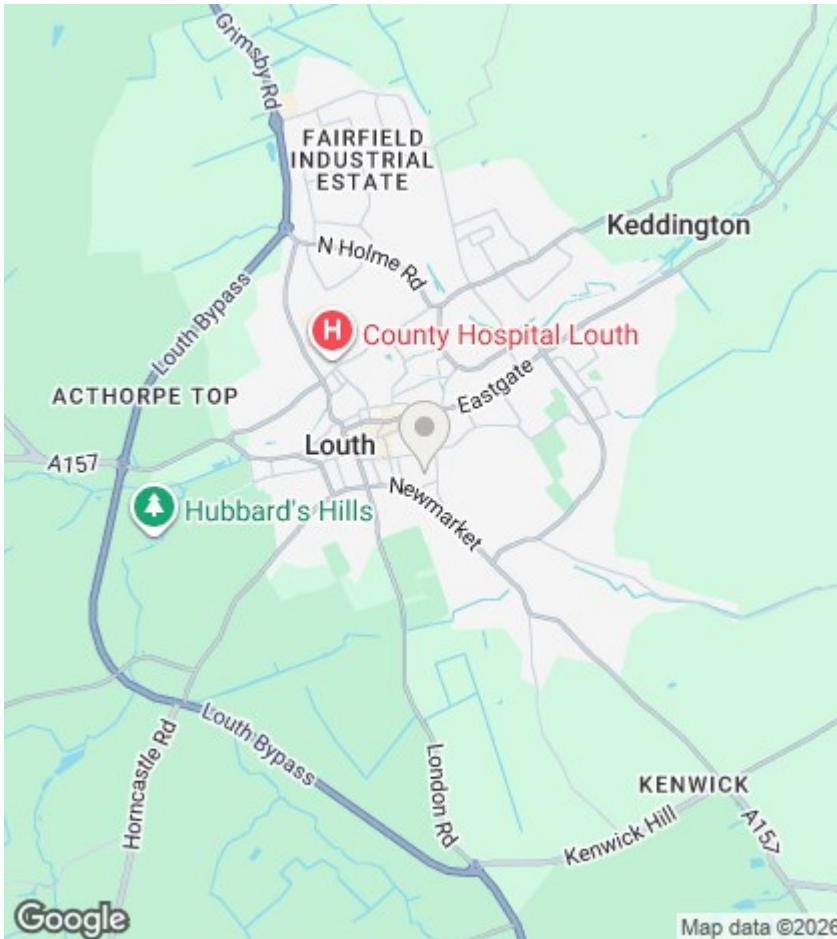 Grimsby Rd
FAIRFIELD
INDUSTRIAL
ESTATE
Keddington
N Holme Rd
Louth Bypass
County Hospital Louth
ACTHORPE TOP
Eastgate
Louth
A157
Newmarket
Hubbard's Hills
Louth Bypass
Horncastle Rd
London Rd
KENWICK
Kenwick Hill
A157
Google
Map data ©2026